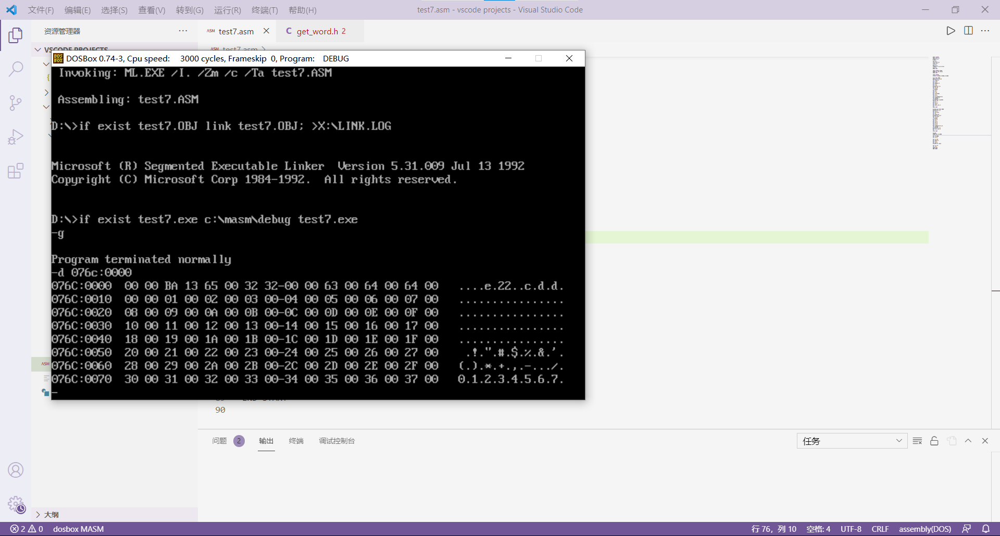 文件(F) 编辑(E) 选择(S) 查看(V) 转到(G) 运行(R) 终端(T) 帮助(H) test7.asm - vscode projects - Visual Studio Code
资源管理器 ··· ASM test7.asm C get_word.h 2
VSCODE PROJECTS ASM test7.asm
DOSBox 0.74-3, Cpu speed: 3000 cycles, Frameskip 0, Program: DEBUG
Invoking: ML.EXE /I. /Zm /c /Ta test7.ASM
Assembling: test7.ASM
D:\>if exist test7.OBJ link test7.OBJ; >X:\LINK.LOG
Microsoft (R) Segmented Executable Linker Version 5.31.009 Jul 13 1992
Copyright (C) Microsoft Corp 1984-1992. All rights reserved.
D:\>if exist test7.exe c:\masm\debug test7.exe
-g
Program terminated normally
-d 076c:0000
076C:0000 00 00 BA 13 65 00 32 32-00 00 63 00 64 00 64 00 ....e.22..c.d.d.
076C:0010 00 00 01 00 02 00 03 00-04 00 05 00 06 00 07 00 ................
076C:0020 08 00 09 00 0A 00 0B 00-0C 00 0D 00 0E 00 0F 00 ................
076C:0030 10 00 11 00 12 00 13 00-14 00 15 00 16 00 17 00 ................
076C:0040 18 00 19 00 1A 00 1B 00-1C 00 1D 00 1E 00 1F 00 ................
076C:0050 20 00 21 00 22 00 23 00-24 00 25 00 26 00 27 00 .!.".#.$.%.&.'.
076C:0060 28 00 29 00 2A 00 2B 00-2C 00 2D 00 2E 00 2F 00 (.).*.+.,.-.../.
076C:0070 30 00 31 00 32 00 33 00-34 00 35 00 36 00 37 00 0.1.2.3.4.5.6.7.
-
ASM
90
问题 2 输出 终端 调试控制台 任务
大纲
2 0 dosbox MASM 行 76，列 10 空格: 4 UTF-8 CRLF assembly(DOS)